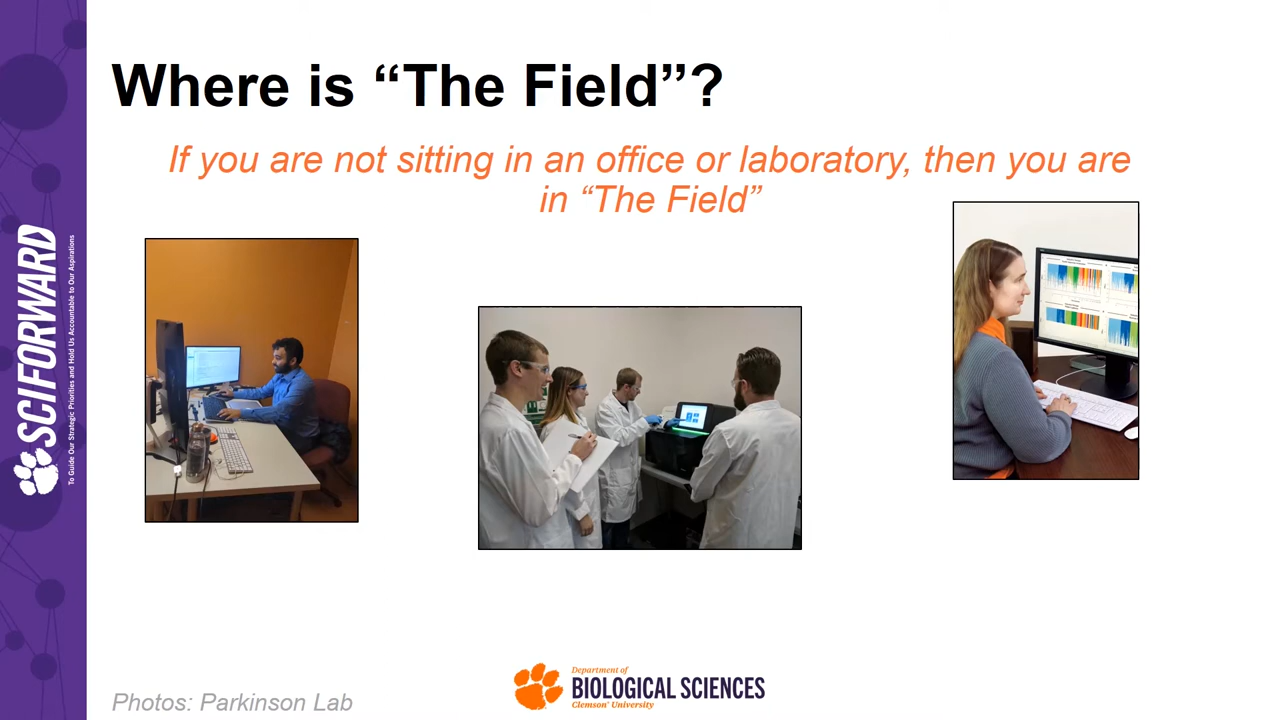 Where is “The Field”?
If you are not sitting in an office or laboratory, then you are
in “The Field”
SCIFORWARD
To Guide Our Strategic Priorities and Hold Us Accountable to Our Aspirations
Photos: Parkinson Lab
Department of
BIOLOGICAL SCIENCES
Clemson® University